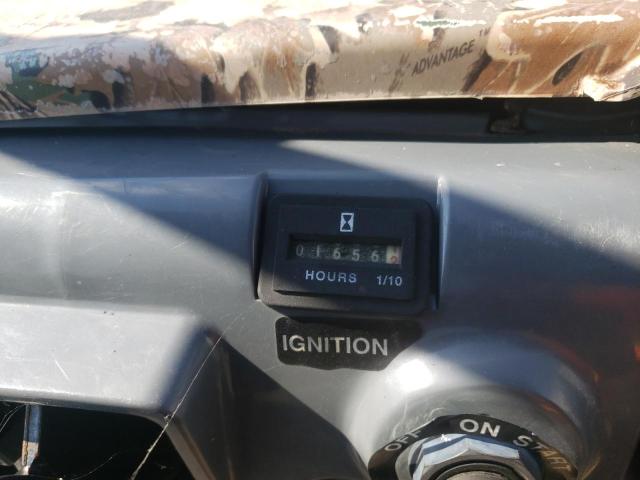 ADVANTAGE
01656
HOURS 1/10
IGNITION
OFF ON START